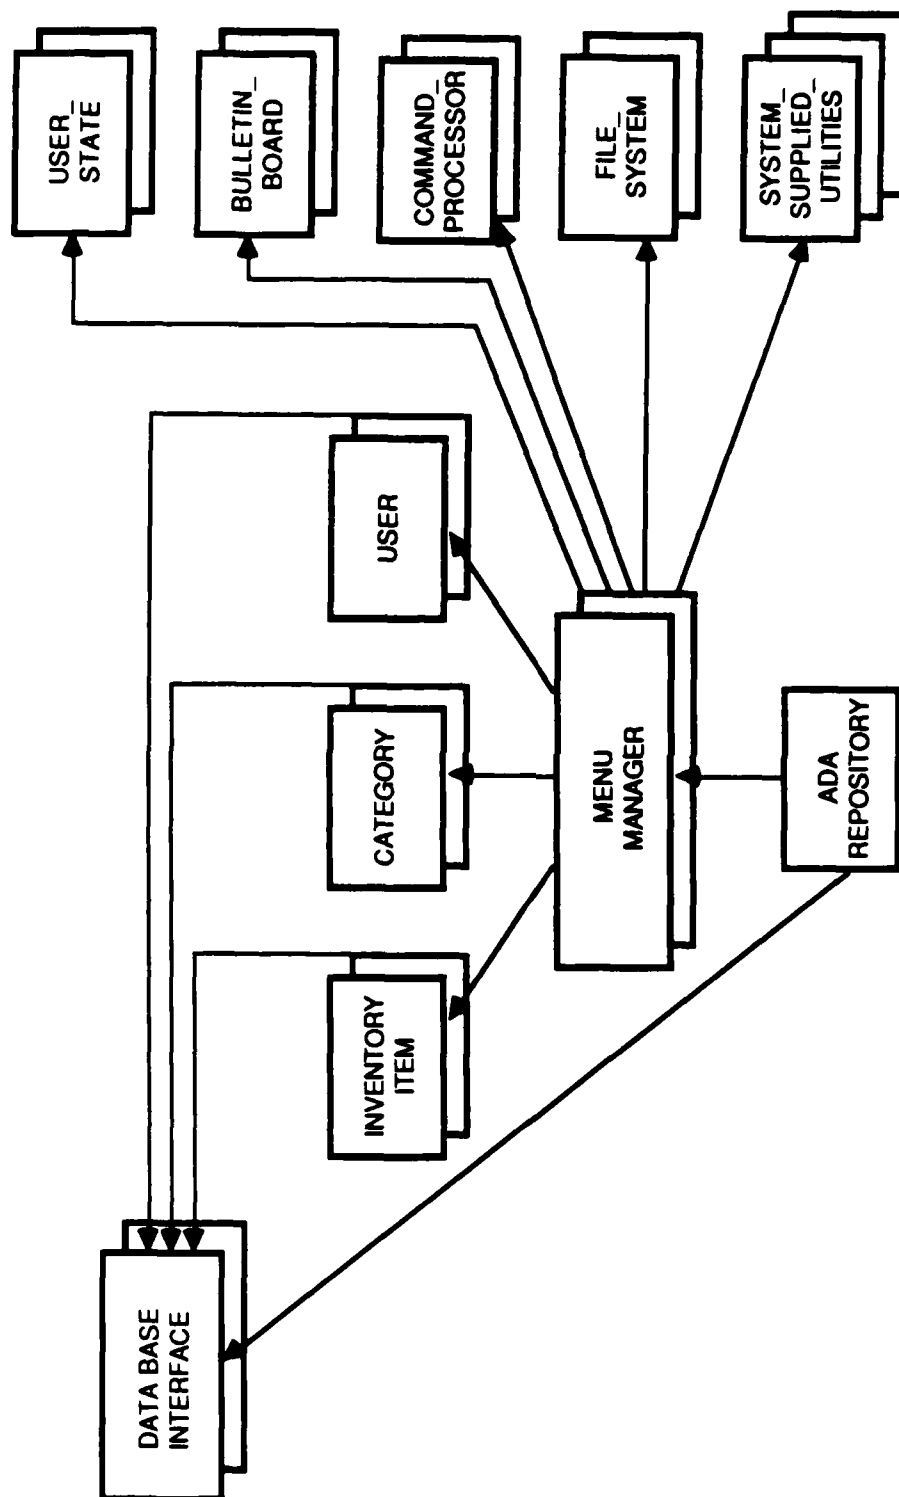 DATA BASE
INTERFACE
INVENTORY
ITEM
CATEGORY
USER
MENU
MANAGER
ADA
REPOSITORY
USER_
STATE
BULLETIN_
BOARD
COMMAND_
PROCESSOR
FILE_
SYSTEM
SYSTEM_
SUPPLIED_
UTILITIES